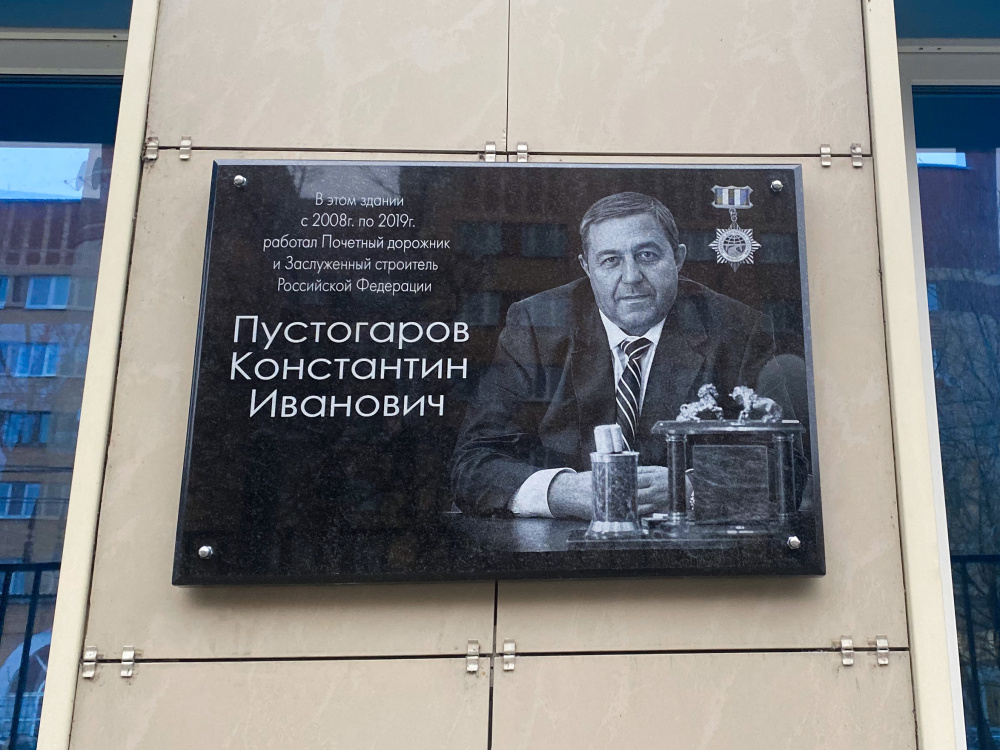 В этом здании
с 2008г. по 2019г.
работал Почетный дорожник
и Заслуженный строитель
Российской Федерации
Пустогаров
Константин
Иванович